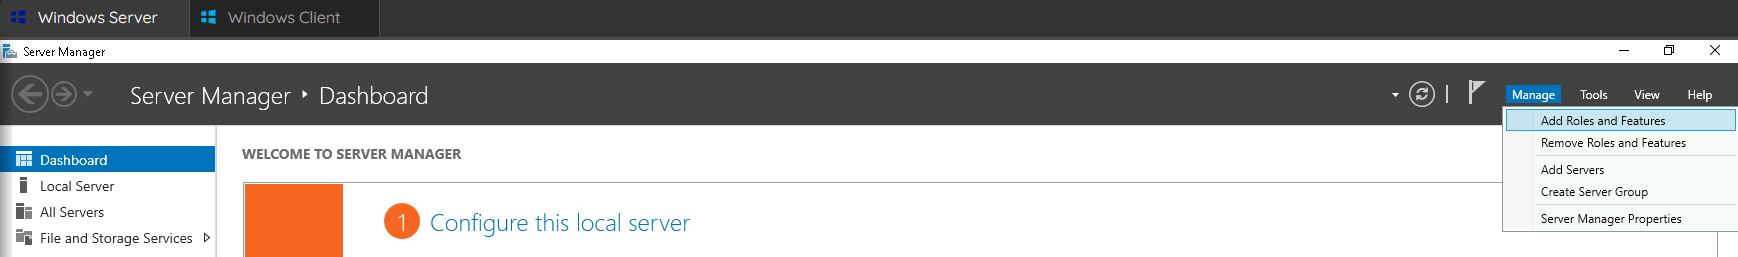 Windows Server
Windows Client
Server Manager
Server Manager • Dashboard
Manage
Tools
View
Help
Add Roles and Features
Remove Roles and Features
Add Servers
Create Server Group
Server Manager Properties
Dashboard
Local Server
All Servers
File and Storage Services
WELCOME TO SERVER MANAGER
1 Configure this local server